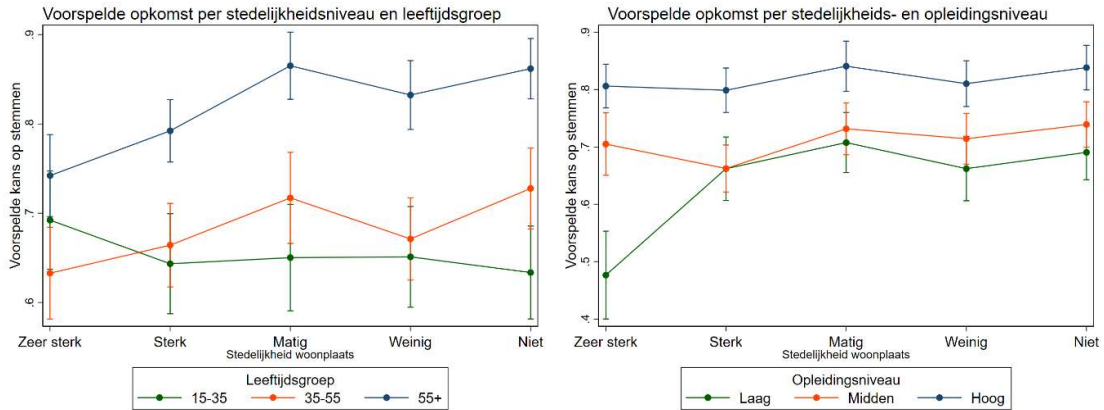 Voorspelde opkomst per stedelijkheidsniveau en leeftijdsgroep
Voorspelde kans op stemmen
.9
.8
.7
.6
Zeer sterk Sterk Matig Weinig Niet
Stedelijkheid woonplaats
Leeftijdsgroep
15-35 35-55 55+
Voorspelde opkomst per stedelijkheids- en opleidingsniveau
Voorspelde kans op stemmen
.9
.8
.7
.6
.5
.4
Zeer sterk Sterk Matig Weinig Niet
Stedelijkheid woonplaats
Opleidingsniveau
Laag Midden Hoog